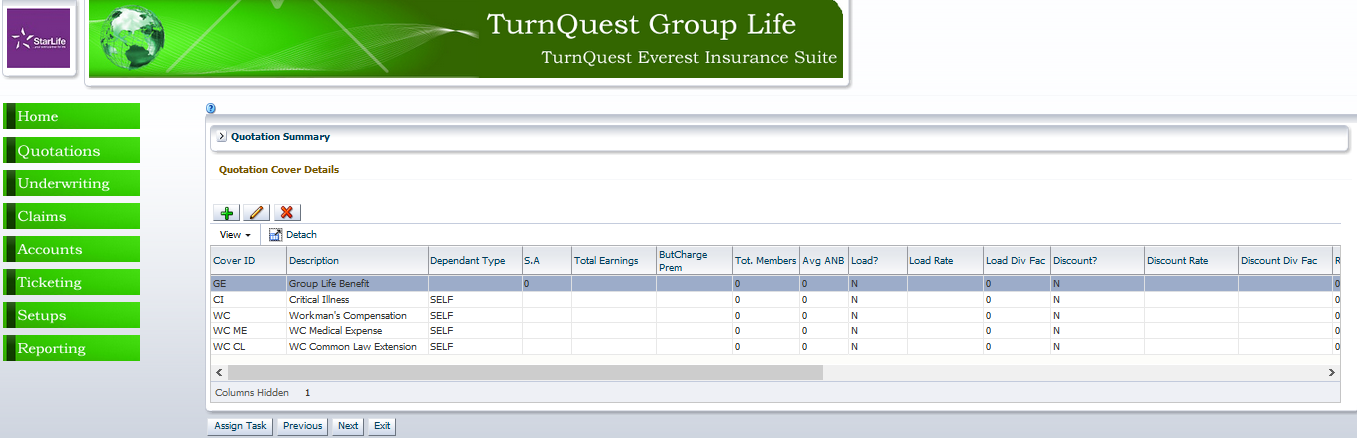 StarLife
TurnQuest Group Life
TurnQuest Everest Insurance Suite
Home
Quotations
Underwriting
Claims
Accounts
Ticketing
Setups
Reporting
?
Quotation Summary
Quotation Cover Details
View Detach
Cover ID Description Dependant Type S.A Total Earnings ButCharge Prem Tot. Members Avg ANB Load? Load Rate Load Div Fac Discount? Discount Rate Discount Div Fac R
GE Group Life Benefit 0 0 0 N 0 N 0
CI Critical Illness SELF 0 0 N 0 N 0
WC Workman's Compensation SELF 0 0 N 0 N 0
WC ME WC Medical Expense SELF 0 0 N 0 N 0
WC CL WC Common Law Extension SELF 0 0 N 0 N 0
Columns Hidden 1
Assign Task Previous Next Exit